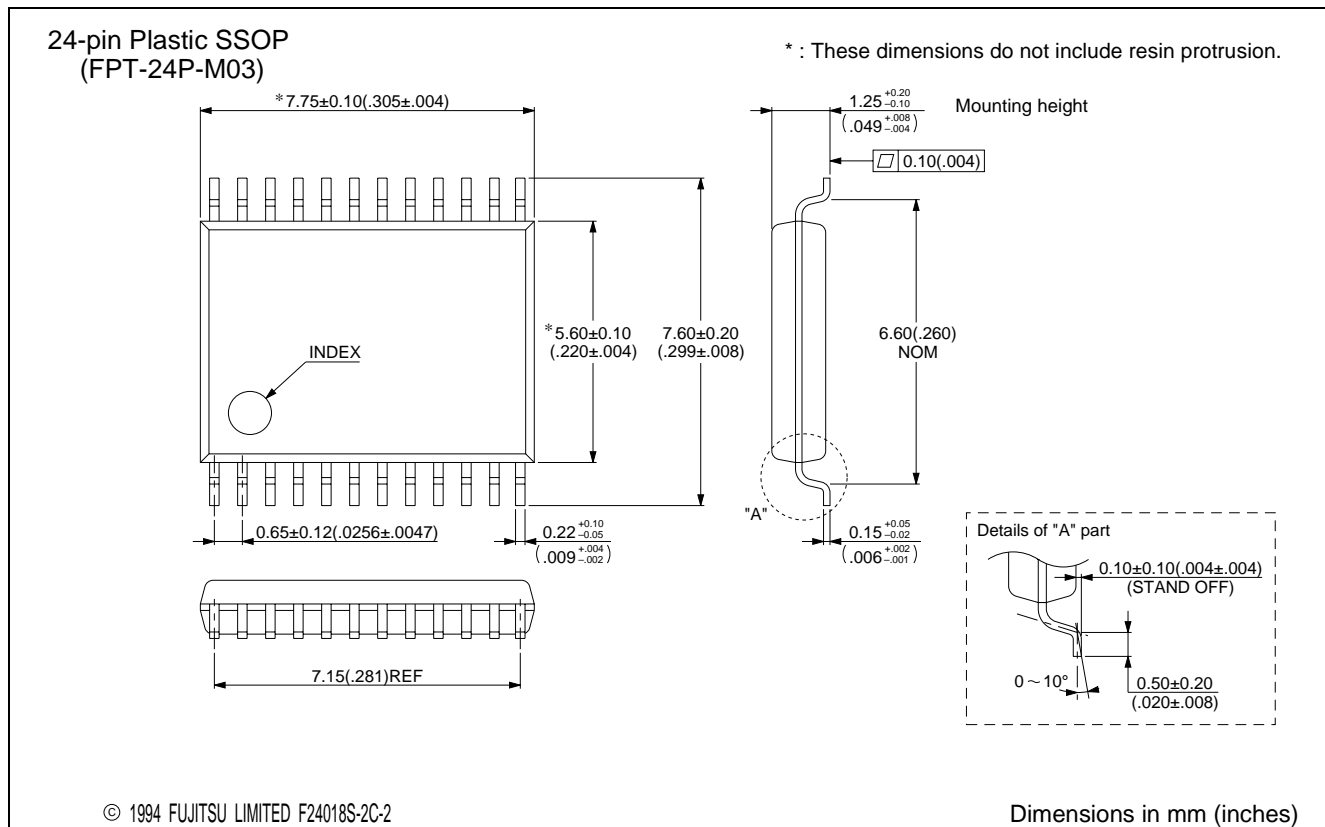 24-pin Plastic SSOP
(FPT-24P-M03)
* : These dimensions do not include resin protrusion.
*7.75±0.10(.305±.004)
1.25 +0.20 −0.10
(.049 +.008 −.004)
Mounting height
0.10(.004)
INDEX
*5.60±0.10
(.220±.004)
7.60±0.20
(.299±.008)
6.60(.260)
NOM
"A"
0.65±0.12(.0256±.0047)
0.22 +0.10 −0.05
(.009 +.004 −.002)
0.15 +0.05 −0.02
(.006 +.002 −.001)
Details of "A" part
0.10±0.10(.004±.004)
(STAND OFF)
0～10°
0.50±0.20
(.020±.008)
7.15(.281)REF
© 1994 FUJITSU LIMITED F24018S-2C-2
Dimensions in mm (inches)